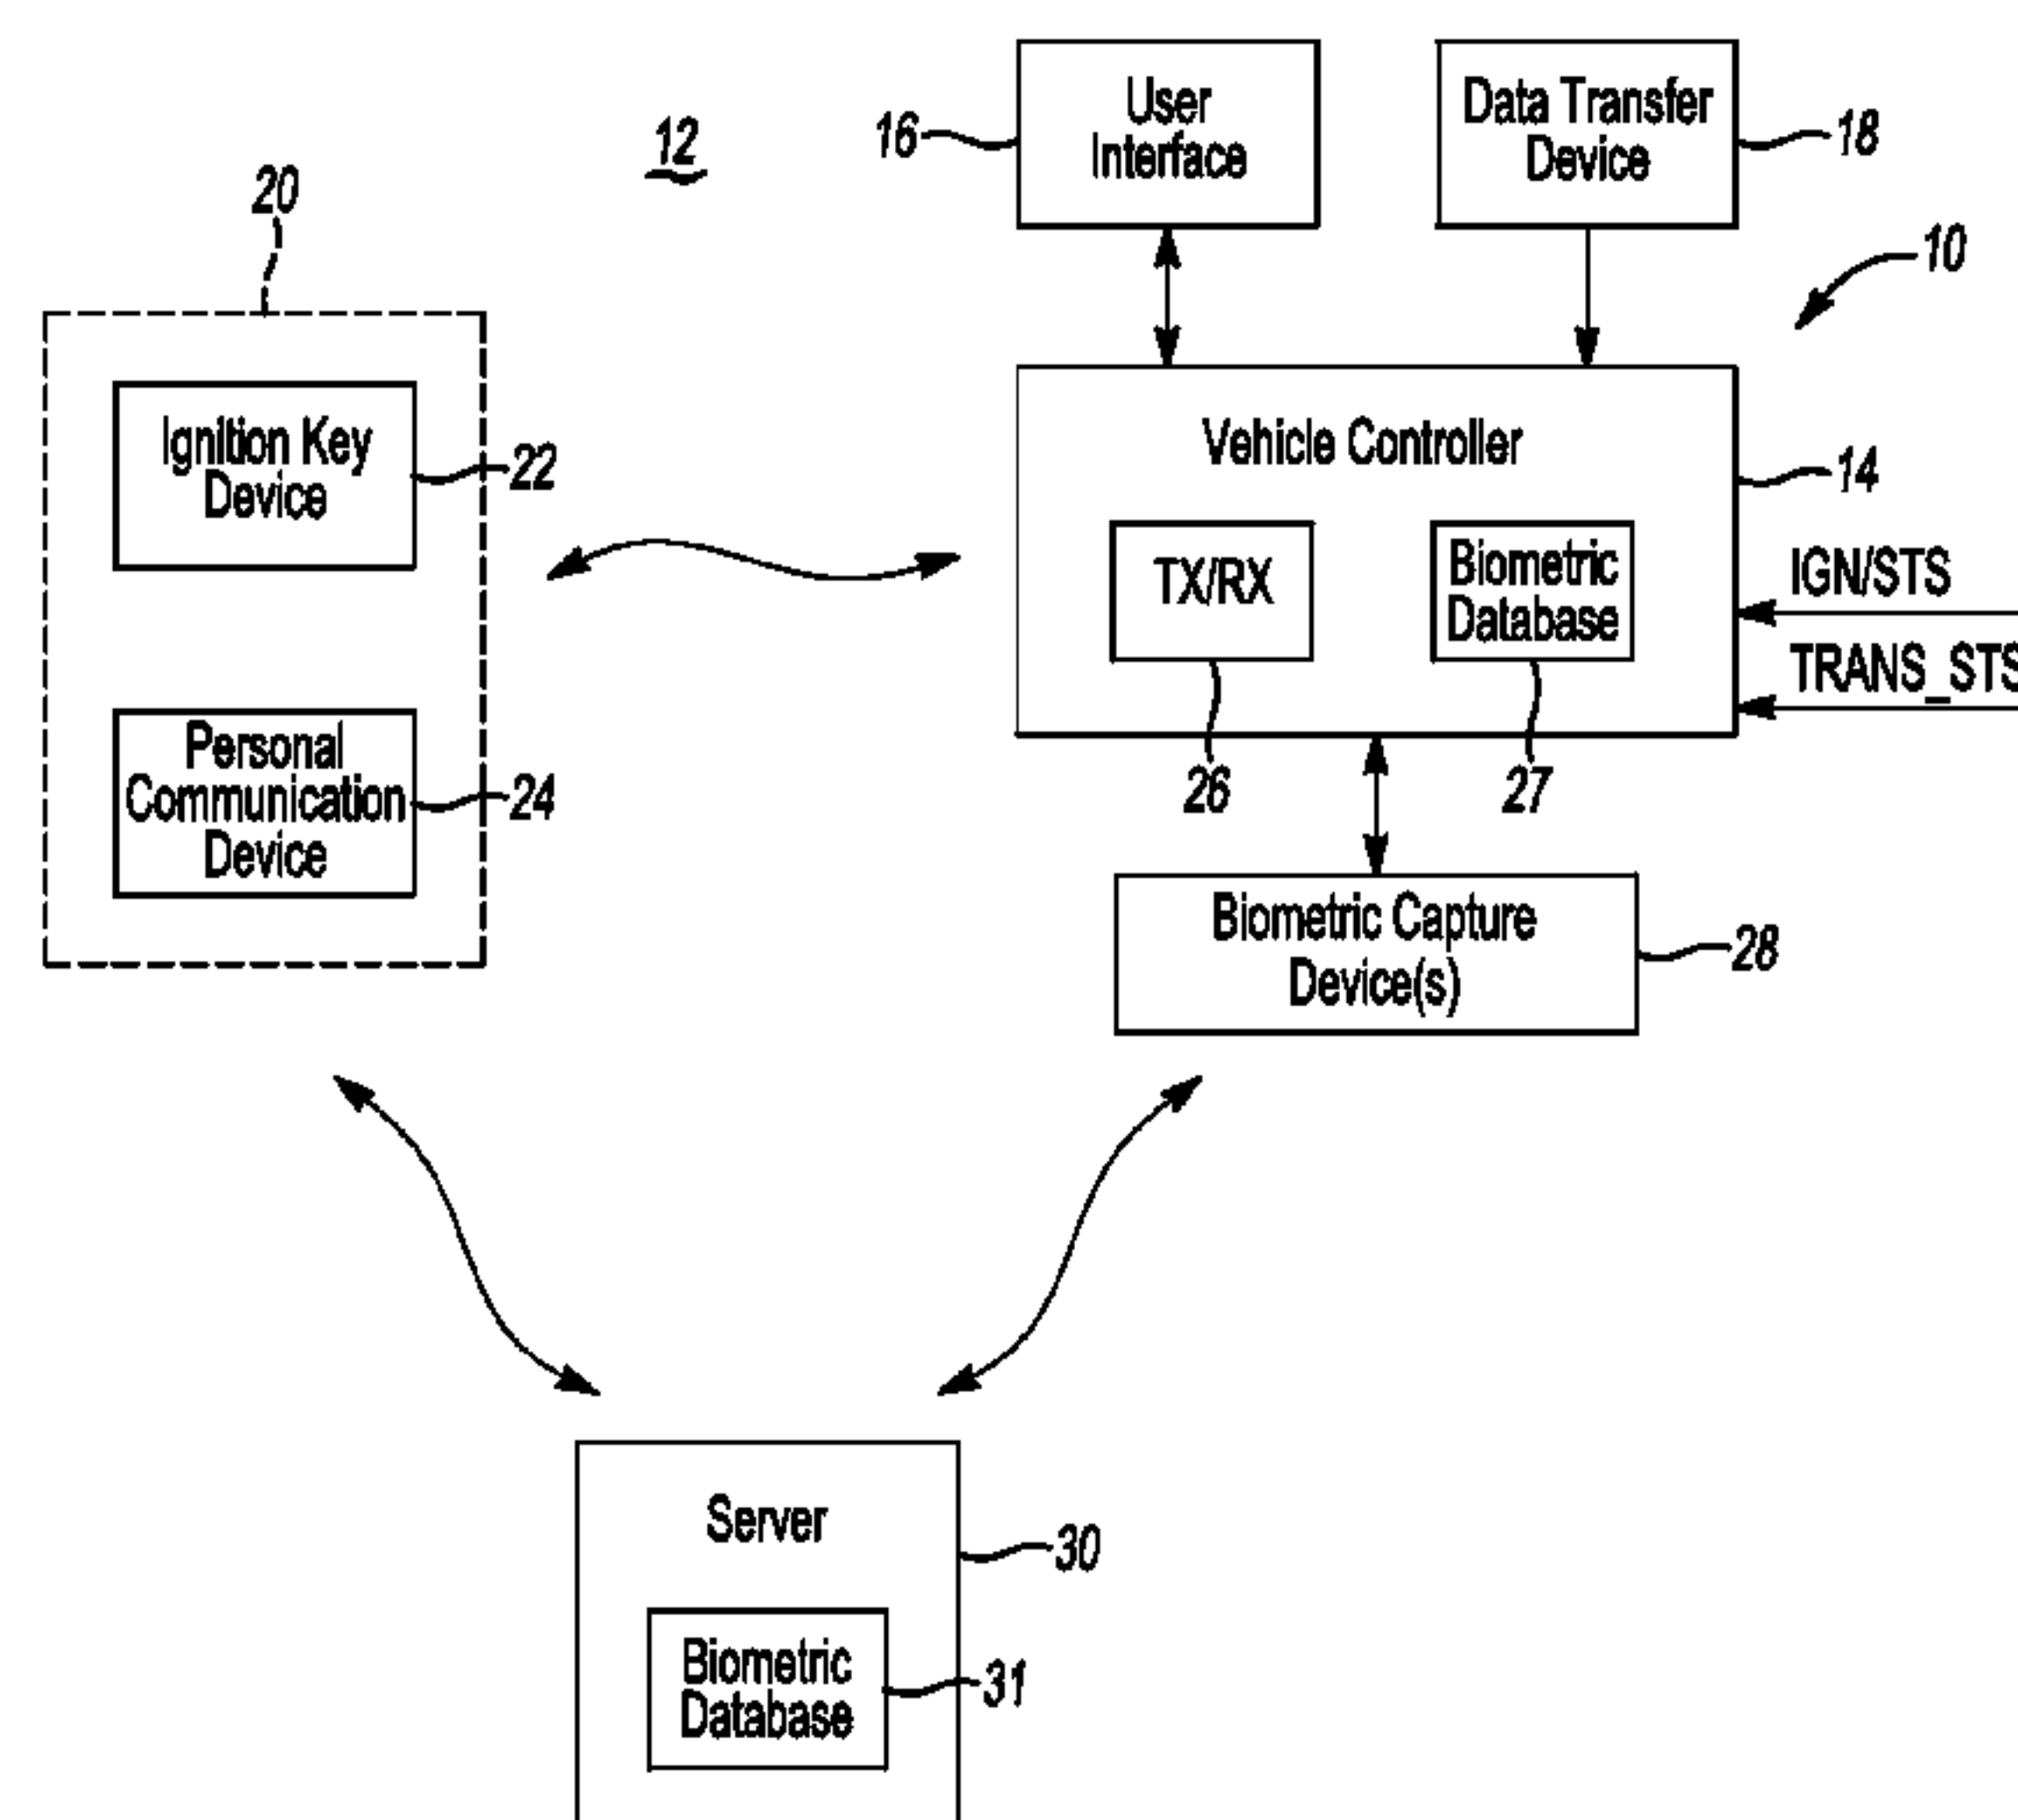 User
Interface
16
Data Transfer
Device
18
12
20
10
Ignition Key
Device
22
Vehicle Controller
14
TX/RX
Biometric
Database
IGN/STS
TRANS_STS
26
27
Personal
Communication
Device
24
Biometric Capture
Device(s)
28
Server
30
Biometric
Database
31